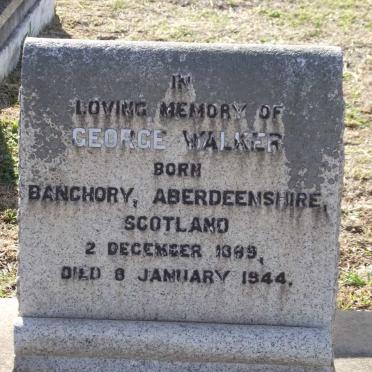 IN
LOVING MEMORY OF
GEORGE WALKER
BORN
BANCHORY, ABERDEENSHIRE,
SCOTLAND
2 DECEMBER 1889,
DIED 8 JANUARY 1944.